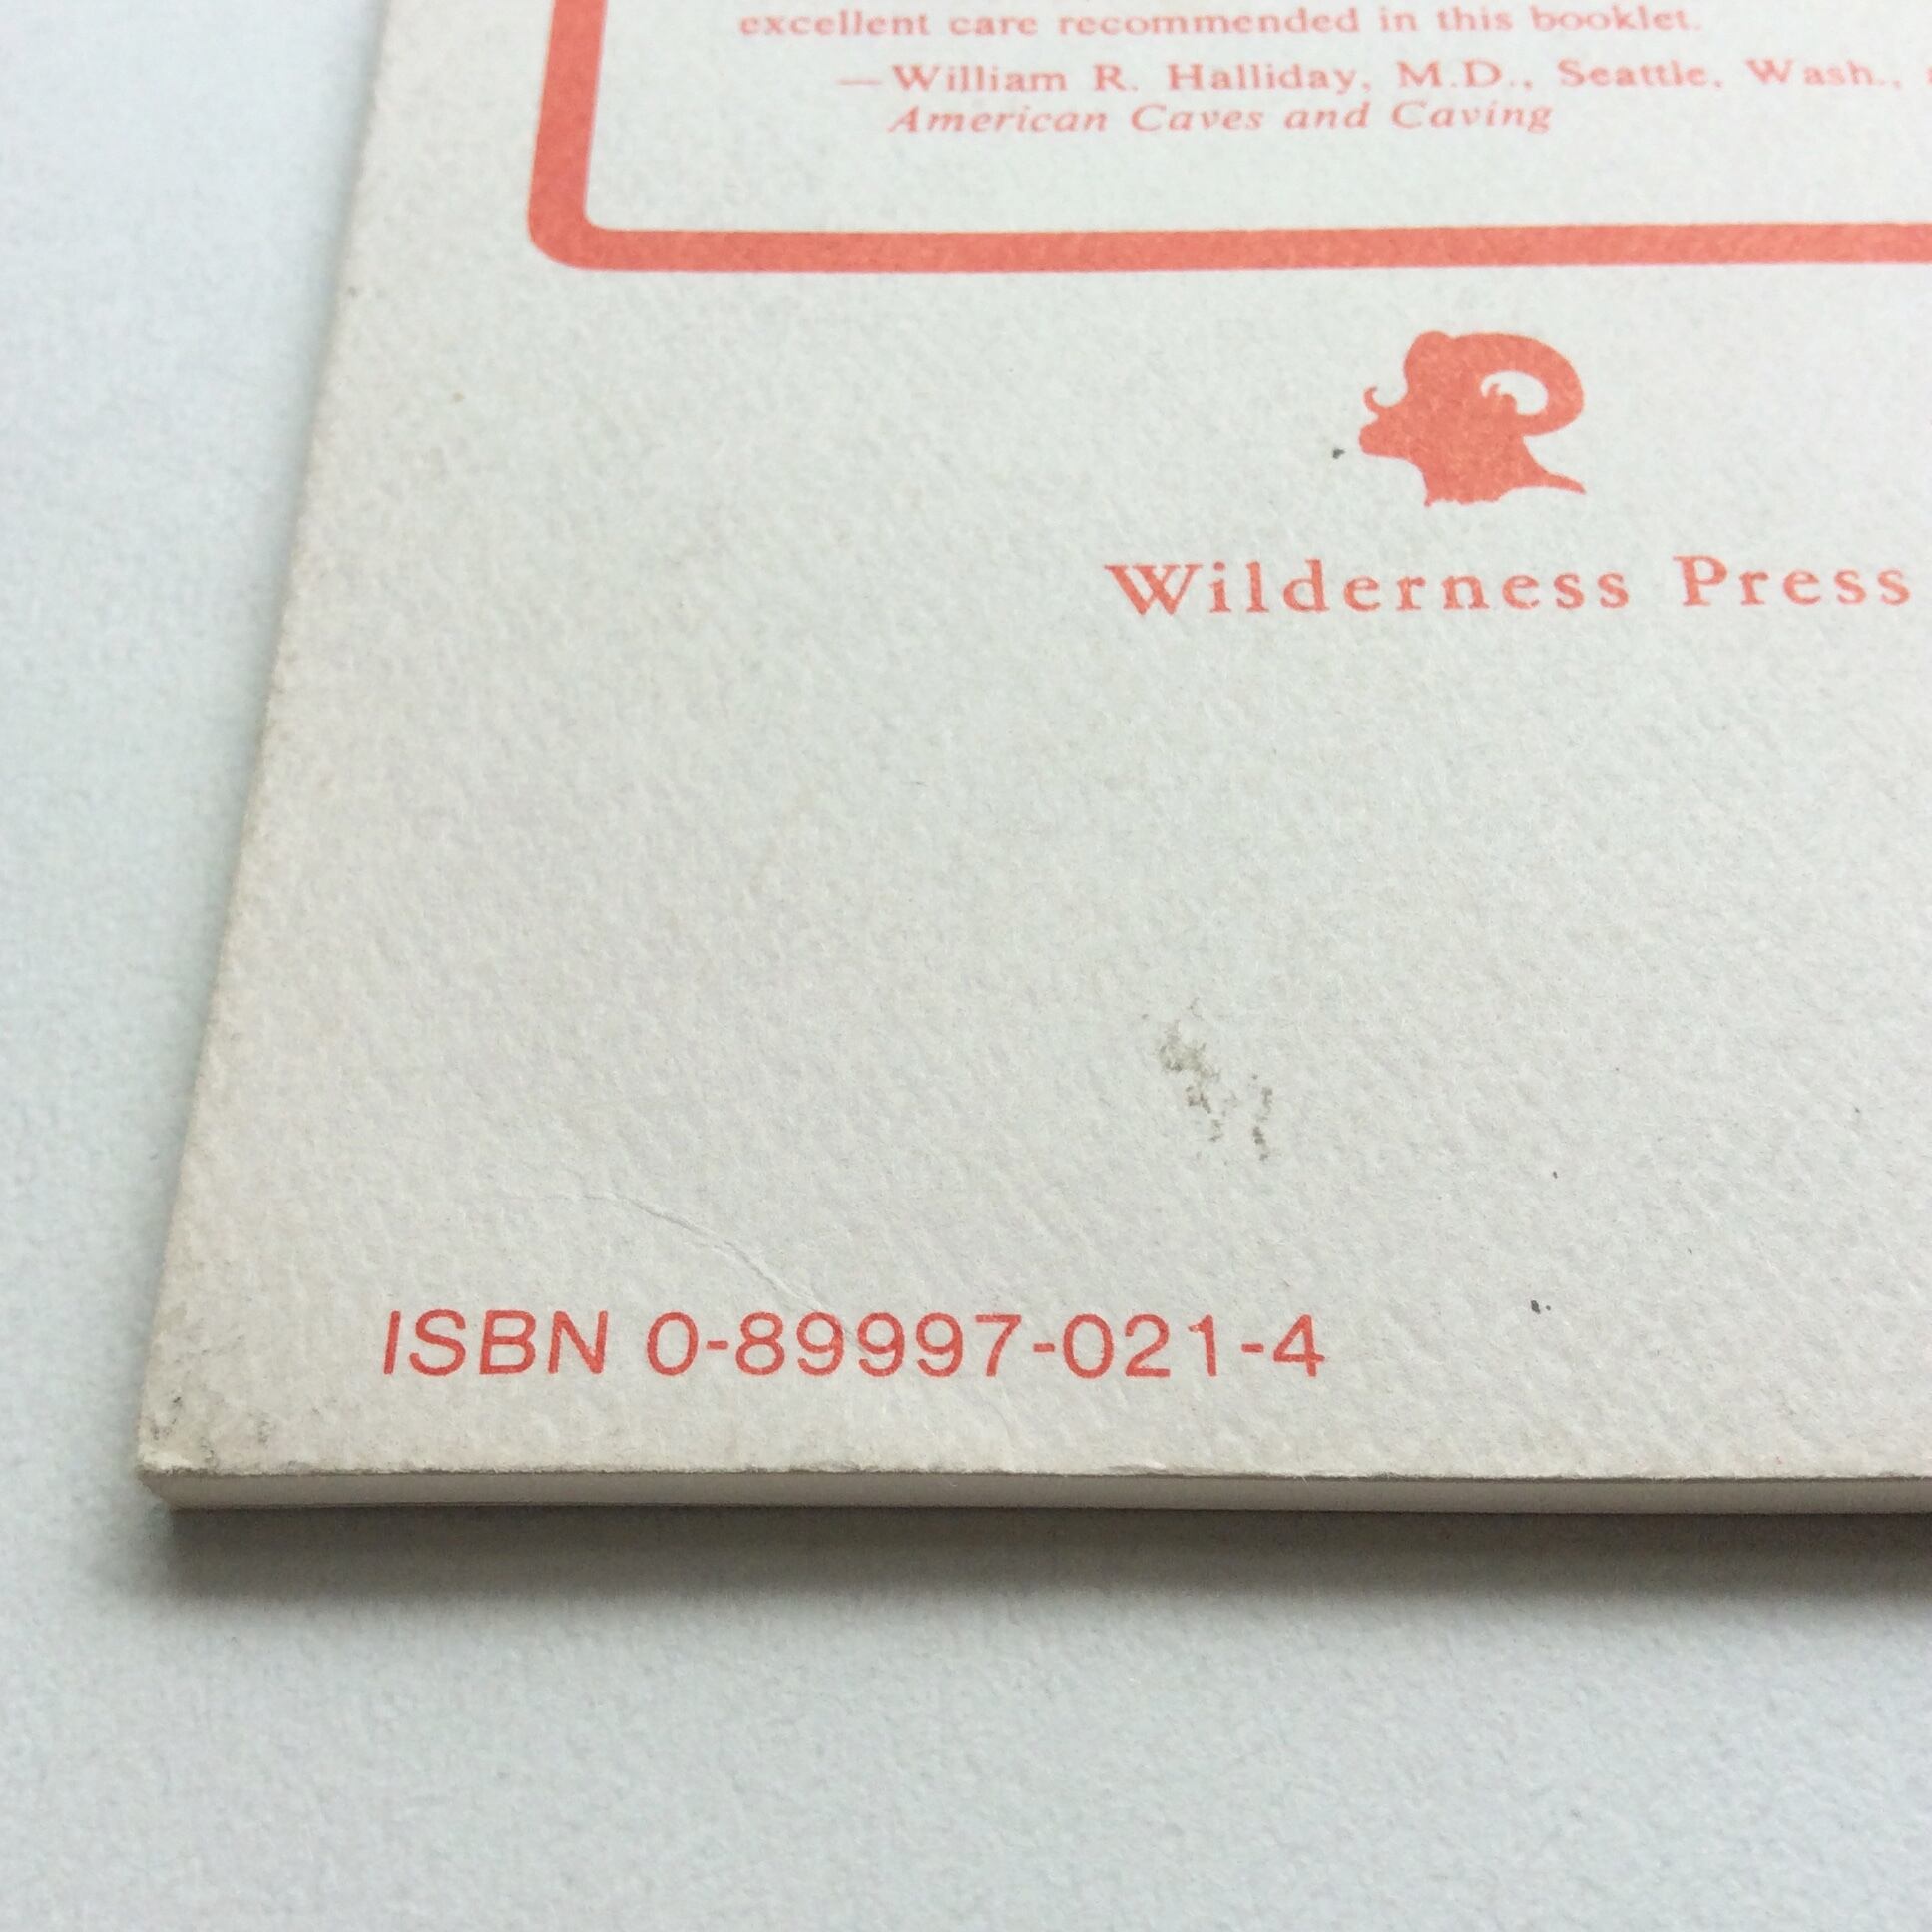 excellent care recommended in this booklet.
—William R. Halliday, M.D., Seattle, Wash.,
American Caves and Caving
Wilderness Press
ISBN 0-89997-021-4